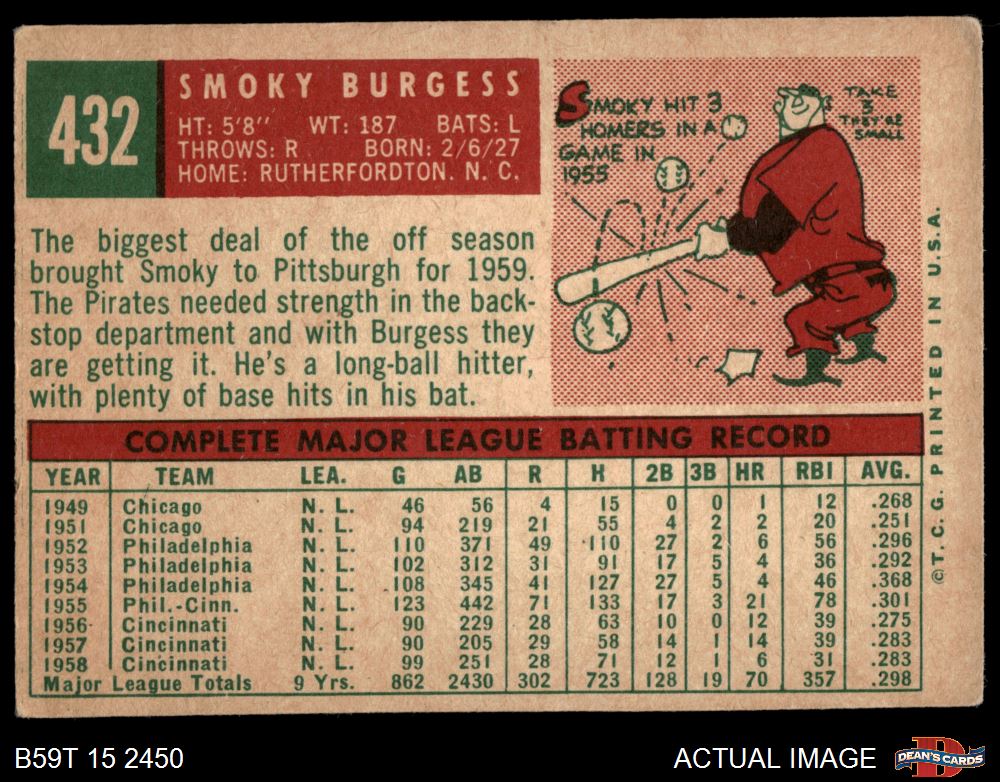 432
SMOKY BURGESS
HT: 5'8" WT: 187 BATS: L
THROWS: R BORN: 2/6/27
HOME: RUTHERFORDTON. N. C.
The biggest deal of the off season
brought Smoky to Pittsburgh for 1959.
The Pirates needed strength in the back-
stop department and with Burgess they
are getting it. He's a long-ball hitter,
with plenty of base hits in his bat.
SMOKY HIT 3
HOMERS IN A
GAME IN
1955
TAKE
3
THEY'RE
SMALL
COMPLETE MAJOR LEAGUE BATTING RECORD
YEAR TEAM LEA. G AB R H 2B 3B HR RBI AVG.
1949 Chicago N. L. 46 56 4 15 0 0 1 12 .268
1951 Chicago N. L. 94 219 21 55 4 2 2 20 .251
1952 Philadelphia N. L. 110 371 49 110 27 2 6 56 .296
1953 Philadelphia N. L. 102 312 31 91 17 5 4 36 .292
1954 Philadelphia N. L. 108 345 41 127 27 5 4 46 .368
1955 Phil.-Cinn. N. L. 123 442 71 133 17 3 21 78 .301
1956 Cincinnati N. L. 90 229 28 63 10 0 12 39 .275
1957 Cincinnati N. L. 90 205 29 58 14 1 14 39 .283
1958 Cincinnati N. L. 99 251 28 71 12 1 6 31 .283
Major League Totals 9 Yrs. 862 2430 302 723 128 19 70 357 .298
©T. C. G. PRINTED IN U.S.A.
B59T 15 2450
ACTUAL IMAGE
D
DEAN'S CARDS